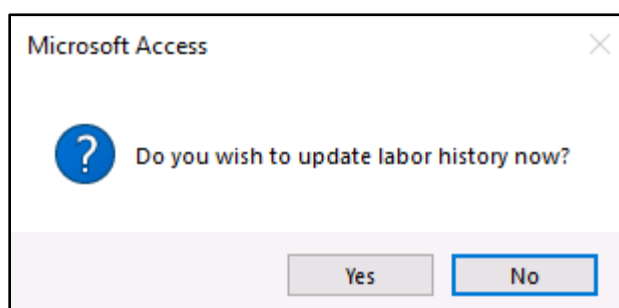 Microsoft Access
Do you wish to update labor history now?
Yes No